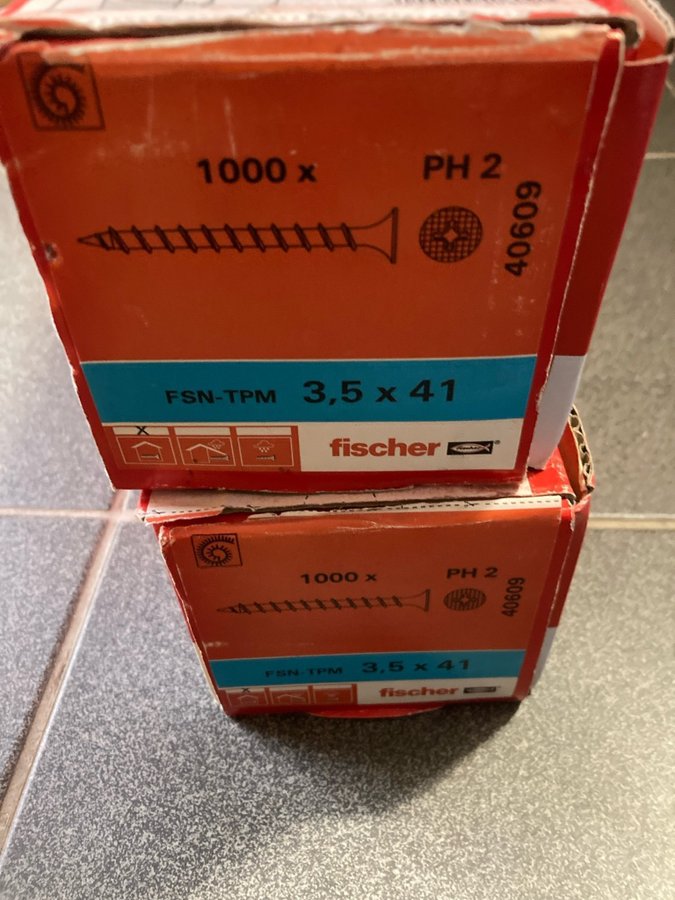 1000 x
PH 2
40609
FSN-TPM 3,5 x 41
X
fischer
1000 x
PH 2
40609
FSN-TPM 3,5 x 41
X
fischer